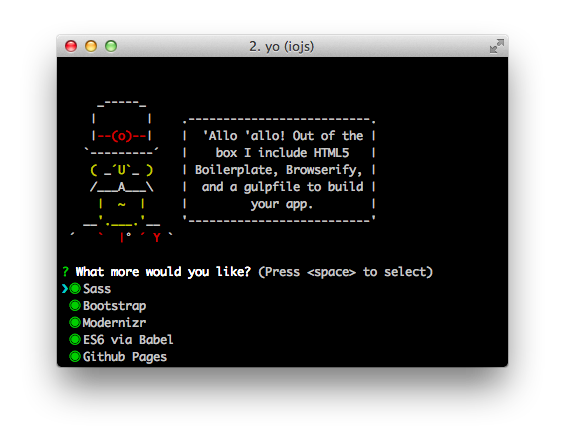 2. yo (iojs)
'Allo 'allo! Out of the
box I include HTML5
Boilerplate, Browserify,
and a gulpfile to build
your app.
? What more would you like? (Press <space> to select)
❯◉Sass
◉Bootstrap
◉Modernizr
◉ES6 via Babel
◉Github Pages